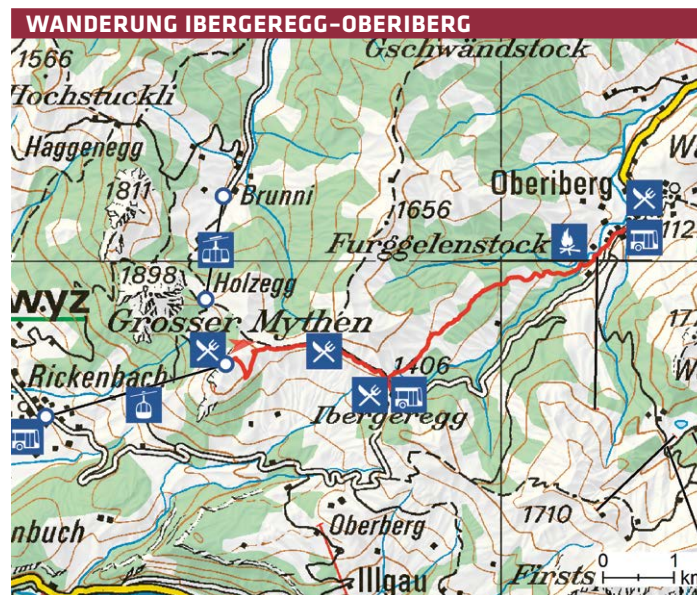 WANDERUNG IBERGEREGG–OBERIBERG
Gschwändstock
1566
Hochstuckli
Haggenegg
1811
Brunni
Oberiberg
1656
112
Furggelenstock
1898
Holzegg
wyz
Grosser Mythen
Rickenbach
1406
Ibergeregg
1710
nbuch
Oberberg
Illgau
Firsts
0 1
km